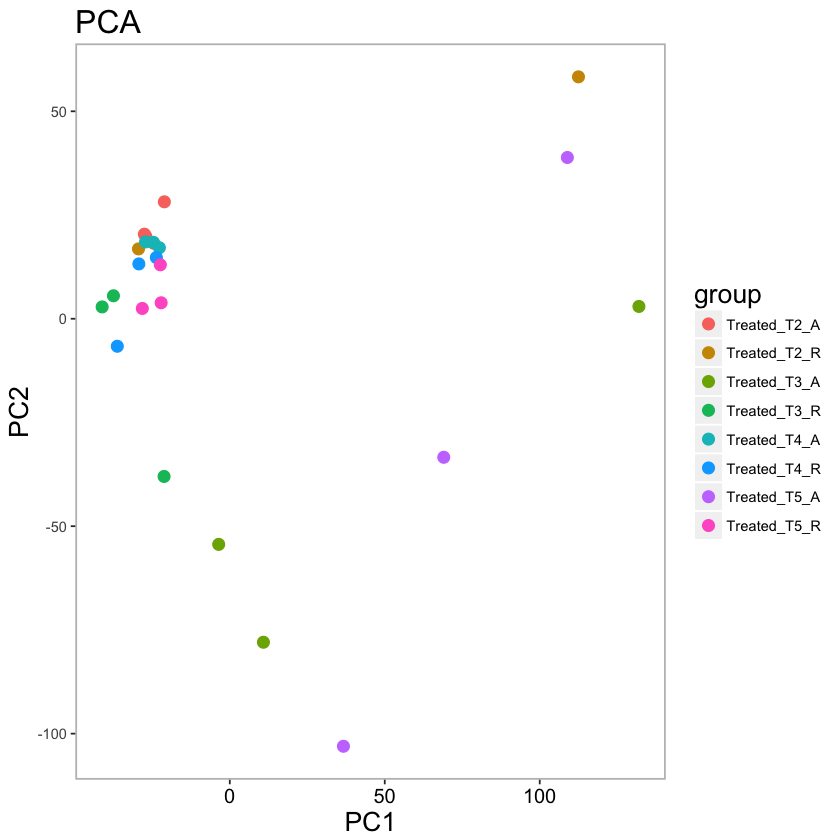 PCA
50
0
-50
-100
PC2
0
50
100
PC1
group
Treated_T2_A
Treated_T2_R
Treated_T3_A
Treated_T3_R
Treated_T4_A
Treated_T4_R
Treated_T5_A
Treated_T5_R